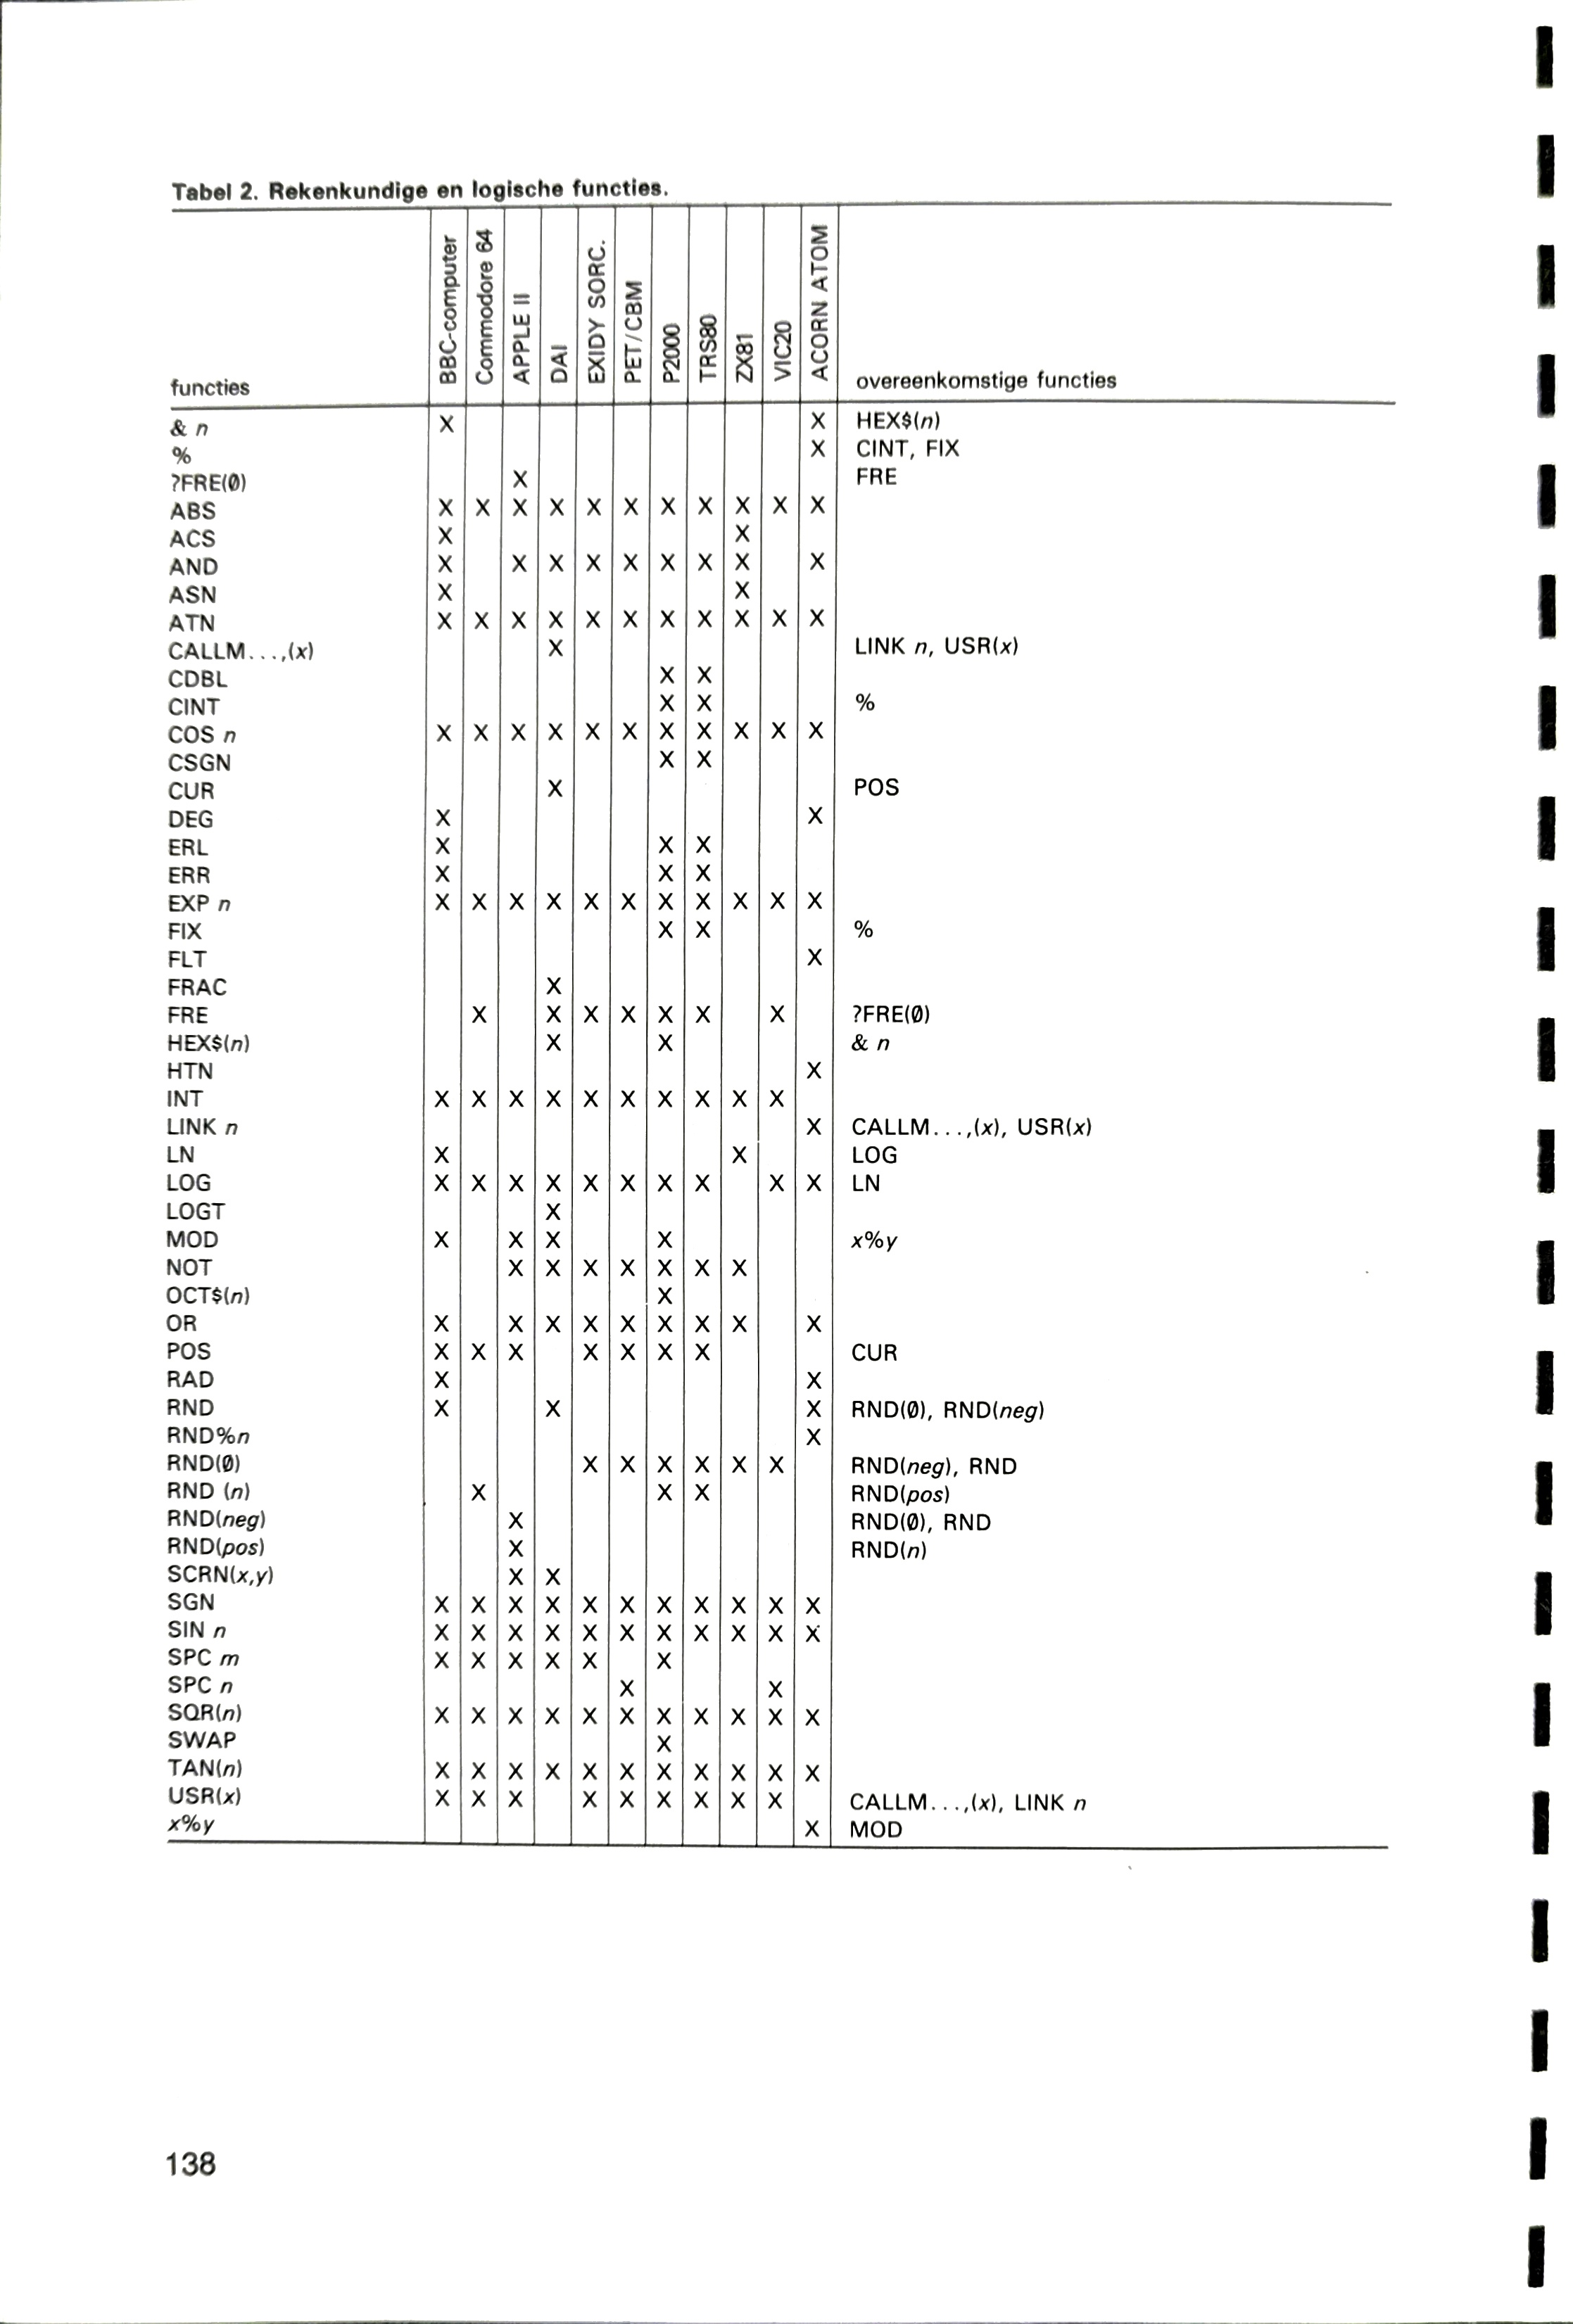 Tabel 2. Rekenkundige en logische functies.
functies BBC-computer Commodore 64 APPLE II DAI EXIDY SORC. PET/CBM P2000 TRS80 ZX81 VIC20 ACORN ATOM overeenkomstige functies
& n X X HEX$(n)
% X CINT, FIX
?FRE(0) X FRE
ABS X X X X X X X X X X X
ACS X X
AND X X X X X X X X X
ASN X X
ATN X X X X X X X X X X X
CALLM...,(x) X LINK n, USR(x)
CDBL X X
CINT X X %
COS n X X X X X X X X X X X
CSGN X X
CUR X POS
DEG X X
ERL X X X
ERR X X X
EXP n X X X X X X X X X X X
FIX X X %
FLT X
FRAC X
FRE X X X X X X X ?FRE(0)
HEX$(n) X X & n
HTN X
INT X X X X X X X X X X
LINK n X CALLM...,(x), USR(x)
LN X X LOG
LOG X X X X X X X X X X LN
LOGT X
MOD X X X X x%y
NOT X X X X X X X
OCT$(n) X
OR X X X X X X X X X
POS X X X X X X X CUR
RAD X X
RND X X X RND(0), RND(neg)
RND%n X
RND(0) X X X X X X RND(neg), RND
RND (n) X X X RND(pos)
RND(neg) X RND(0), RND
RND(pos) X RND(n)
SCRN(x,y) X X
SGN X X X X X X X X X X X
SIN n X X X X X X X X X X X
SPC m X X X X X X
SPC n X X
SQR(n) X X X X X X X X X X X
SWAP X
TAN(n) X X X X X X X X X X X
USR(x) X X X X X X X X X CALLM...,(x), LINK n
x%y X MOD
138